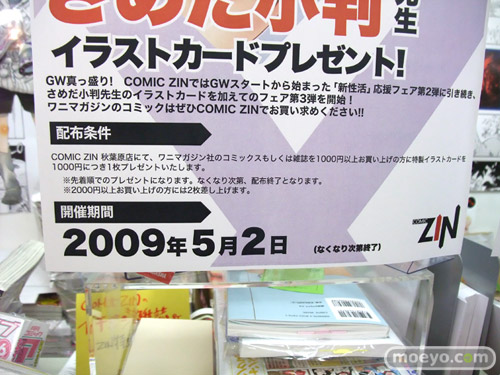 さめだ小判
先生
イラストカードプレゼント!
GW真っ盛り! COMIC ZINではGWスタートから始まった「新性活」応援フェア第2弾に引き続き、
さめだ小判先生のイラストカードを加えてのフェア第3弾を開始!
ワニマガジンのコミックはぜひCOMIC ZINでお買い求めください!!
配布条件
COMIC ZIN 秋葉原店にて、ワニマガジン社のコミックスもしくは雑誌を1000円以上お買い上げの方に特製イラストカードを
1000円につき1枚プレゼントいたします。
※先着順でのプレゼントになります。なくなり次第、配布終了となります。
※2000円以上お買い上げの方には2枚差し上げます。
開催期間
2009年5月2日
(なくなり次第終了)
COMIC
ZIN
moeyo.com